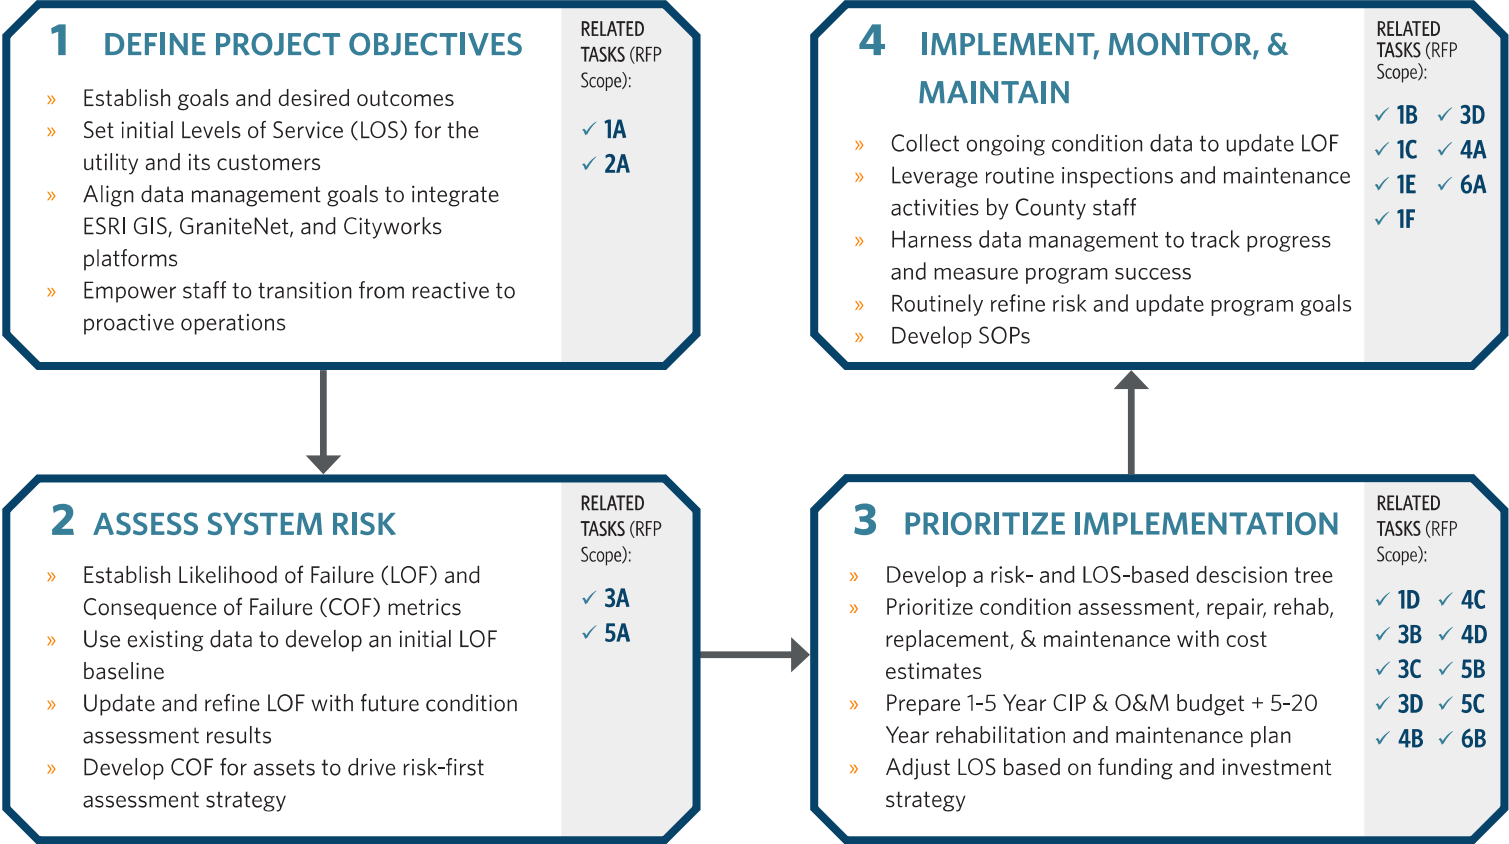 1 DEFINE PROJECT OBJECTIVES
» Establish goals and desired outcomes
» Set initial Levels of Service (LOS) for the
utility and its customers
» Align data management goals to integrate
ESRI GIS, GraniteNet, and Cityworks
platforms
» Empower staff to transition from reactive to
proactive operations
RELATED
TASKS (RFP
Scope):
✓ 1A
✓ 2A
2 ASSESS SYSTEM RISK
» Establish Likelihood of Failure (LOF) and
Consequence of Failure (COF) metrics
» Use existing data to develop an initial LOF
baseline
» Update and refine LOF with future condition
assessment results
» Develop COF for assets to drive risk-first
assessment strategy
RELATED
TASKS (RFP
Scope):
✓ 3A
✓ 5A
3 PRIORITIZE IMPLEMENTATION
» Develop a risk- and LOS-based descision tree
» Prioritize condition assessment, repair, rehab,
replacement, & maintenance with cost
estimates
» Prepare 1-5 Year CIP & O&M budget + 5-20
Year rehabilitation and maintenance plan
» Adjust LOS based on funding and investment
strategy
RELATED
TASKS (RFP
Scope):
✓ 1D ✓ 4C
✓ 3B ✓ 4D
✓ 3C ✓ 5B
✓ 3D ✓ 5C
✓ 4B ✓ 6B
4 IMPLEMENT, MONITOR, &
MAINTAIN
» Collect ongoing condition data to update LOF
» Leverage routine inspections and maintenance
activities by County staff
» Harness data management to track progress
and measure program success
» Routinely refine risk and update program goals
» Develop SOPs
RELATED
TASKS (RFP
Scope):
✓ 1B ✓ 3D
✓ 1C ✓ 4A
✓ 1E ✓ 6A
✓ 1F